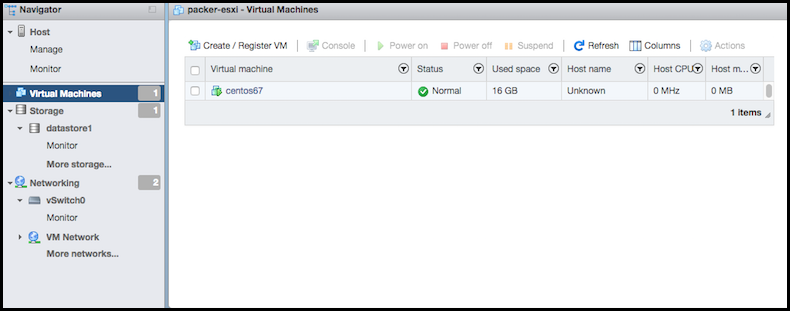 Navigator
Host
Manage
Monitor
Virtual Machines 1
Storage 1
datastore1
Monitor
More storage...
Networking 2
vSwitch0
Monitor
VM Network
More networks...
packer-esxi - Virtual Machines
Create / Register VM | Console | Power on Power off Suspend | Refresh Columns | Actions
Virtual machine Status Used space Host name Host CPU Host m...
centos67 Normal 16 GB Unknown 0 MHz 0 MB
1 items